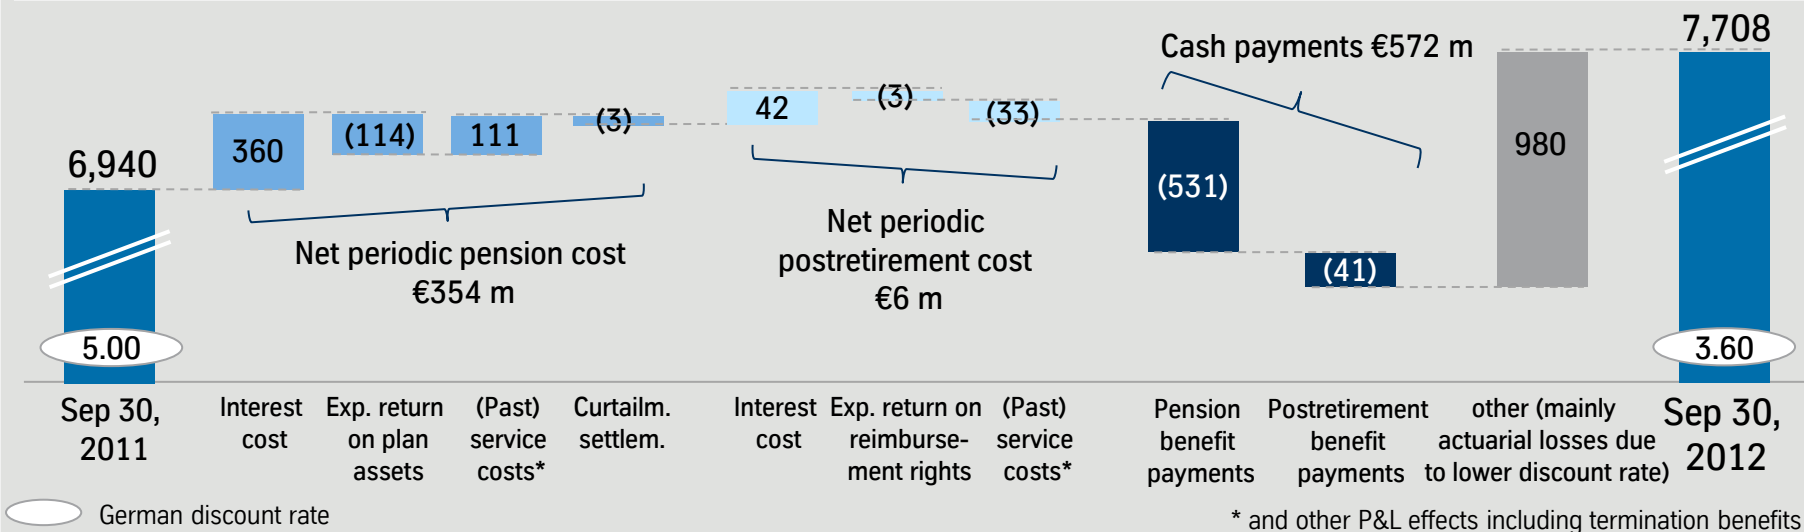 7,708
Cash payments €572 m
6,940
360
(114)
111
(3)
42
(3)
(33)
(531)
(41)
980
Net periodic pension cost
€354 m
Net periodic
postretirement cost
€6 m
5.00
3.60
Sep 30,
2011
Interest
cost
Exp. return
on plan
assets
(Past)
service
costs*
Curtailm.
settlem.
Interest
cost
Exp. return on
reimburse-
ment rights
(Past)
service
costs*
Pension
benefit
payments
Postretirement
benefit
payments
other (mainly
actuarial losses due
to lower discount rate)
Sep 30,
2012
German discount rate
* and other P&L effects including termination benefits